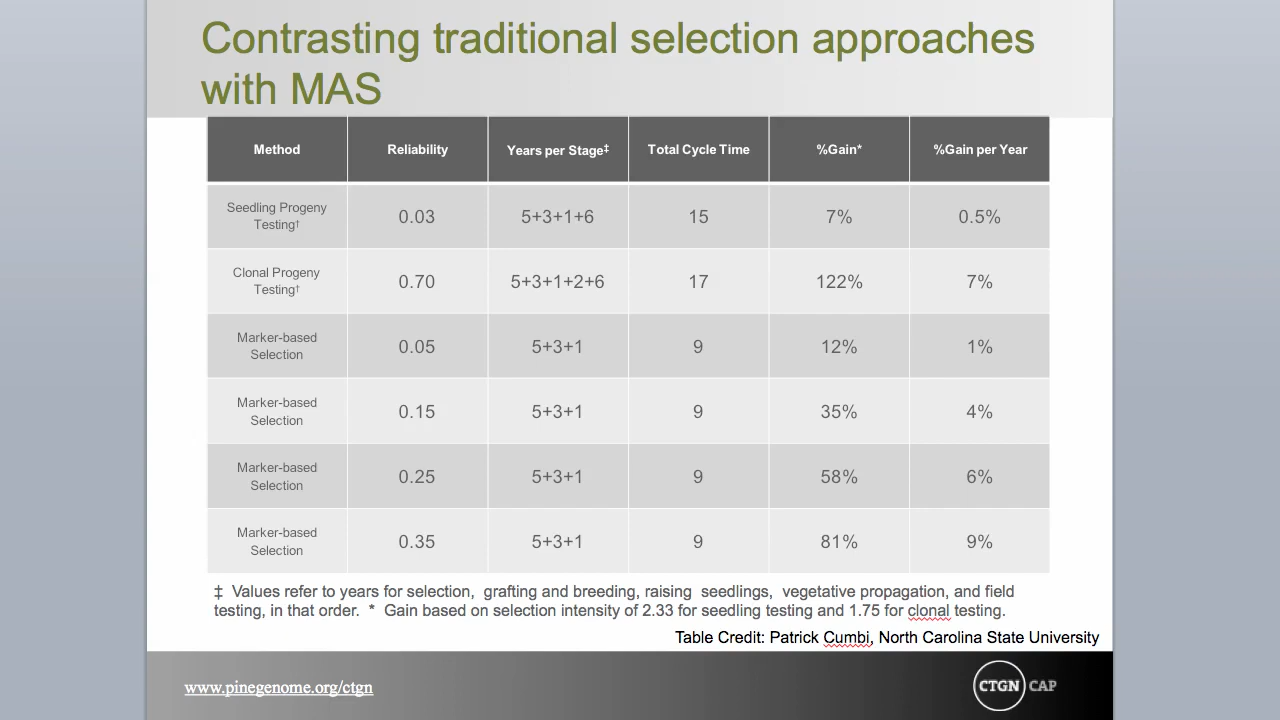 Contrasting traditional selection approaches
with MAS
Method Reliability Years per Stage‡ Total Cycle Time %Gain* %Gain per Year
Seedling Progeny
Testing† 0.03 5+3+1+6 15 7% 0.5%
Clonal Progeny
Testing† 0.70 5+3+1+2+6 17 122% 7%
Marker-based
Selection 0.05 5+3+1 9 12% 1%
Marker-based
Selection 0.15 5+3+1 9 35% 4%
Marker-based
Selection 0.25 5+3+1 9 58% 6%
Marker-based
Selection 0.35 5+3+1 9 81% 9%
‡ Values refer to years for selection, grafting and breeding, raising seedlings, vegetative propagation, and field
testing, in that order. * Gain based on selection intensity of 2.33 for seedling testing and 1.75 for clonal testing.
Table Credit: Patrick Cumbi, North Carolina State University
www.pinegenome.org/ctgn
CTGN CAP